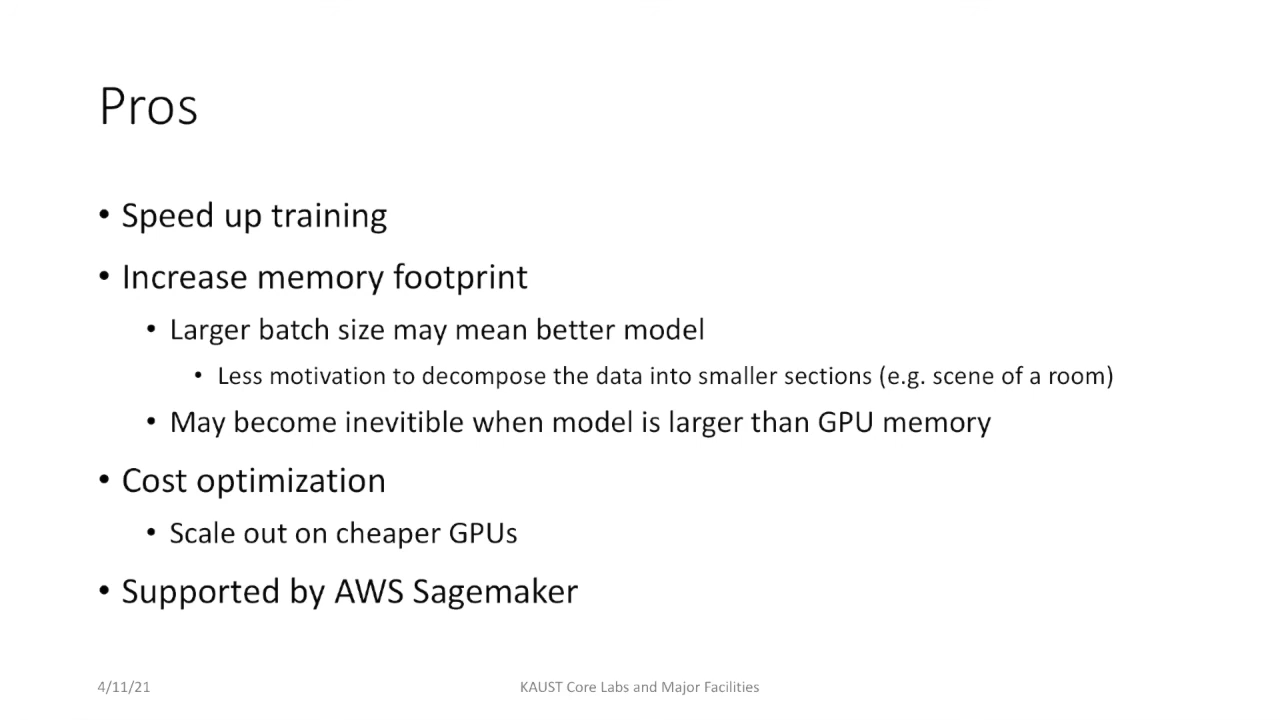 Pros
• Speed up training
• Increase memory footprint
• Larger batch size may mean better model
• Less motivation to decompose the data into smaller sections (e.g. scene of a room)
• May become inevitible when model is larger than GPU memory
• Cost optimization
• Scale out on cheaper GPUs
• Supported by AWS Sagemaker
4/11/21
KAUST Core Labs and Major Facilities